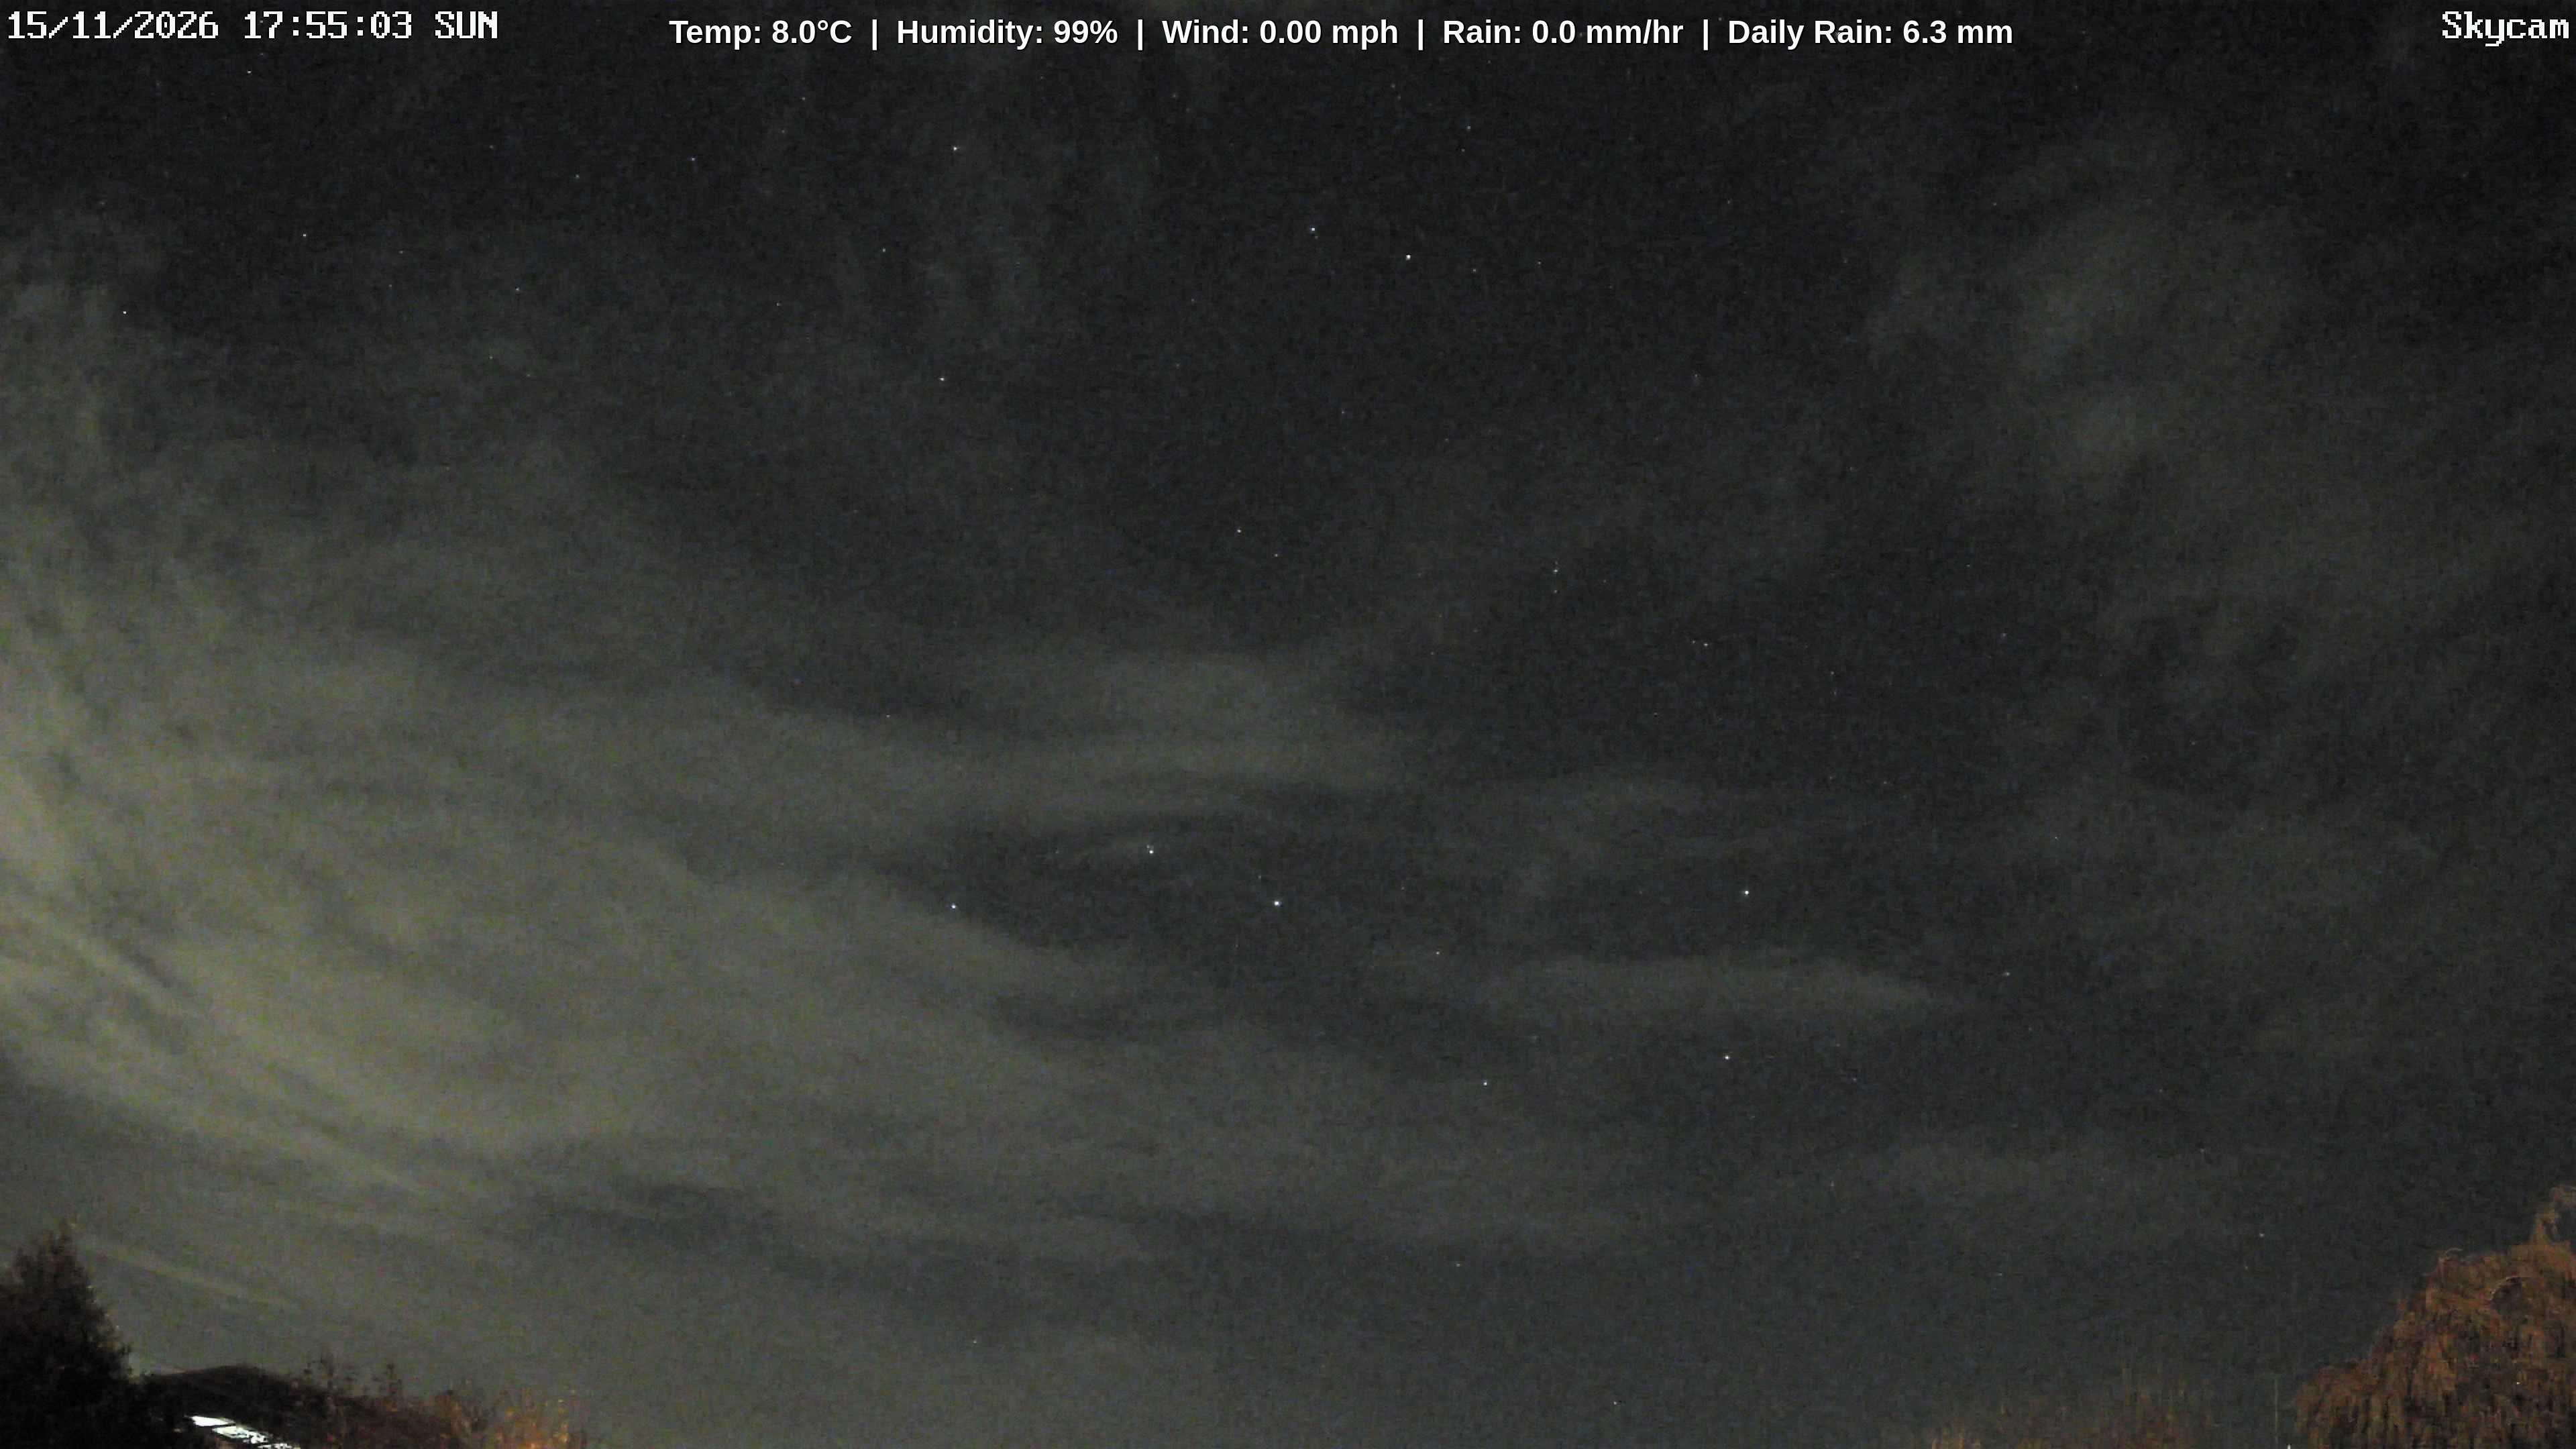 15/11/2026 17:55:03 SUN
Temp: 8.0°C | Humidity: 99% | Wind: 0.00 mph | Rain: 0.0 mm/hr | Daily Rain: 6.3 mm
Skycam